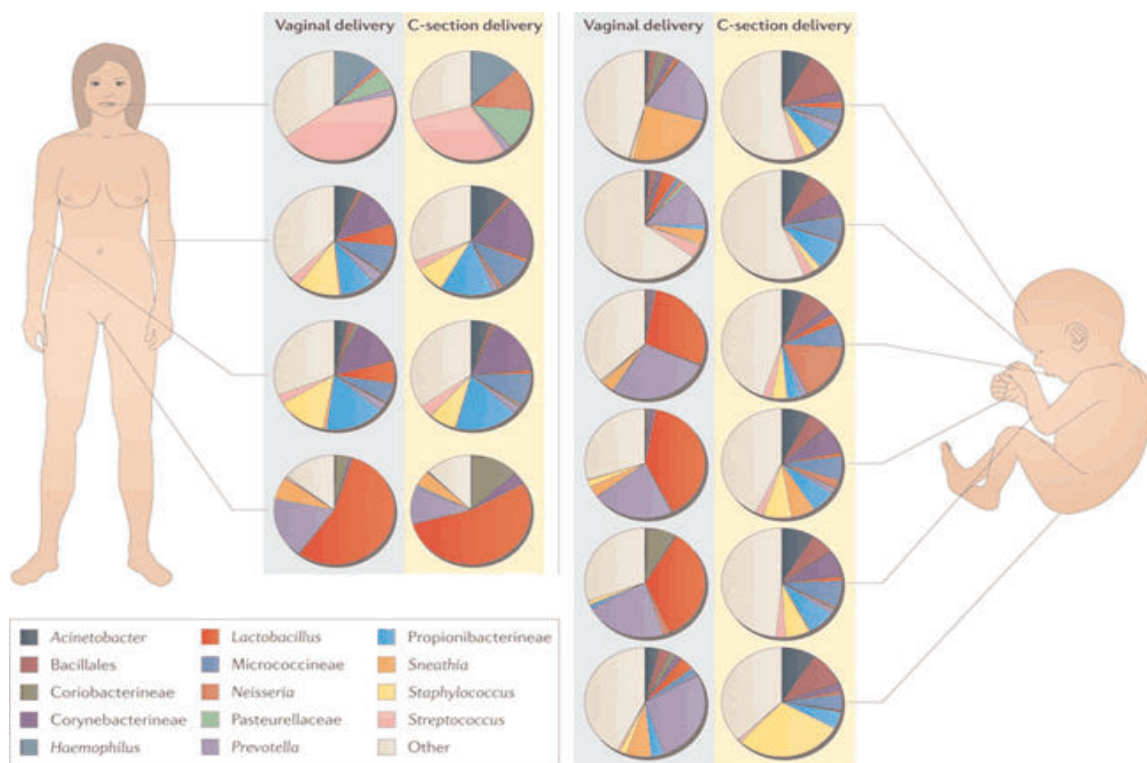 Vaginal delivery C-section delivery
Vaginal delivery C-section delivery
Acinetobacter
Bacillales
Coriobacterineae
Corynebacterineae
Haemophilus
Lactobacillus
Micrococcineae
Neisseria
Pasteurellaceae
Prevotella
Propionibacterineae
Sneathia
Staphylococcus
Streptococcus
Other